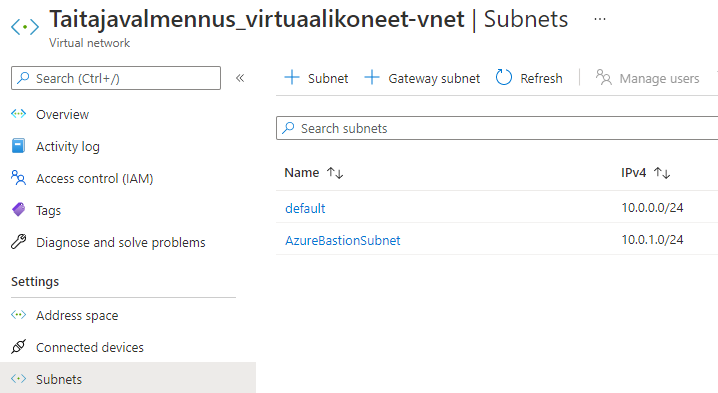 Taitajavalmennus_virtuaalikoneet-vnet | Subnets ...
Virtual network
Search (Ctrl+/) «
+ Subnet + Gateway subnet Refresh Manage users
Overview
Activity log
Access control (IAM)
Tags
Diagnose and solve problems
Settings
Address space
Connected devices
Subnets
Search subnets
Name ↑↓ IPv4 ↑↓
default 10.0.0.0/24
AzureBastionSubnet 10.0.1.0/24